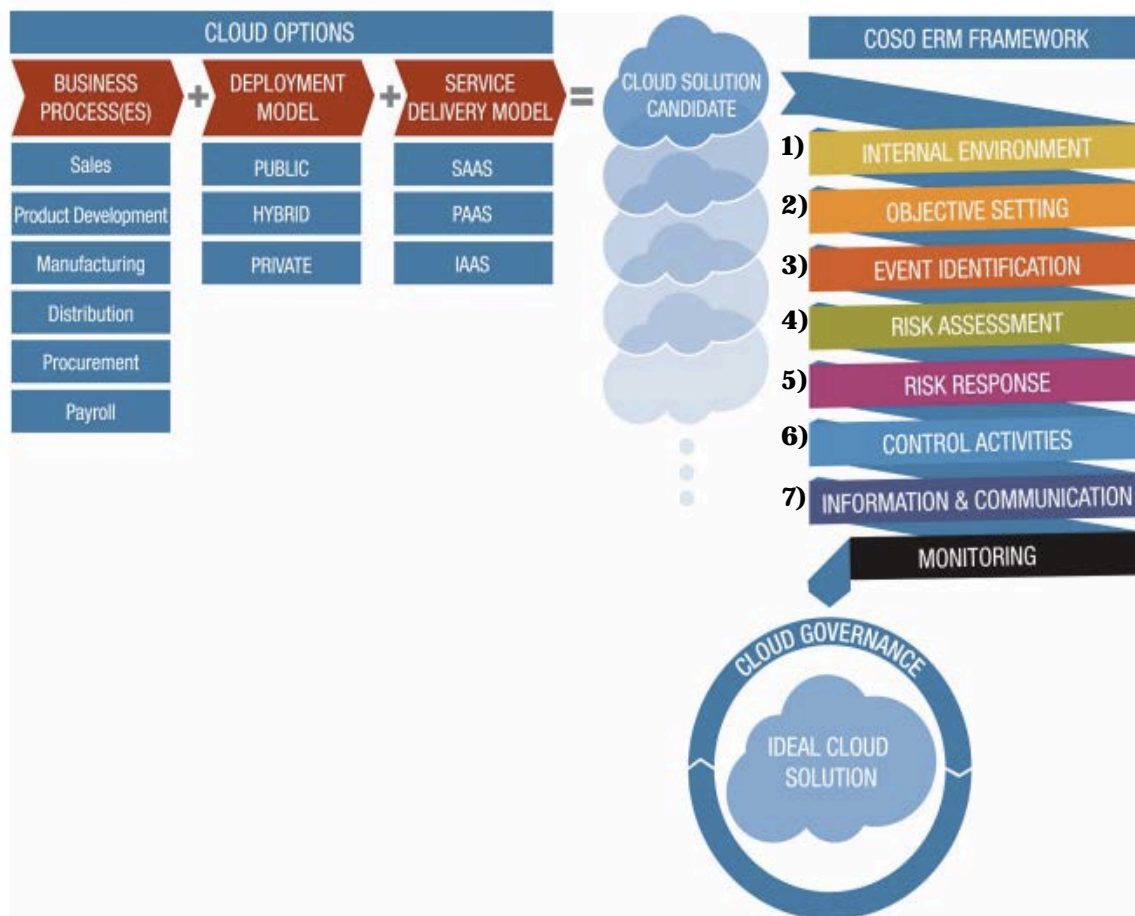 CLOUD OPTIONS
BUSINESS
PROCESS(ES)
+
DEPLOYMENT
MODEL
+
SERVICE
DELIVERY MODEL
=
Sales
Product Development
Manufacturing
Distribution
Procurement
Payroll
PUBLIC
HYBRID
PRIVATE
SAAS
PAAS
IAAS
CLOUD SOLUTION
CANDIDATE
COSO ERM FRAMEWORK
1) INTERNAL ENVIRONMENT
2) OBJECTIVE SETTING
3) EVENT IDENTIFICATION
4) RISK ASSESSMENT
5) RISK RESPONSE
6) CONTROL ACTIVITIES
7) INFORMATION & COMMUNICATION
MONITORING
CLOUD GOVERNANCE
IDEAL CLOUD
SOLUTION